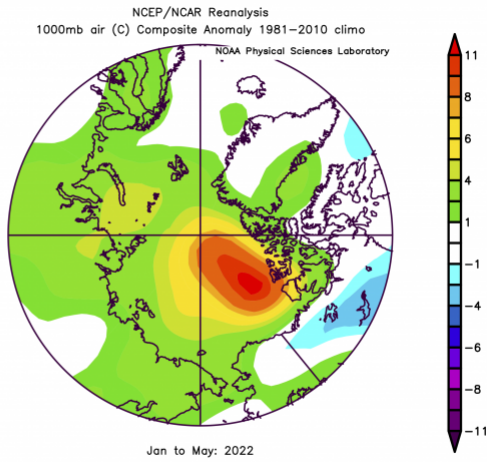 NCEP/NCAR Reanalysis
1000mb air (C) Composite Anomaly 1981−2010 climo
NOAA Physical Sciences Laboratory
11
8
6
4
1
−1
−4
−6
−8
−11
Jan to May: 2022